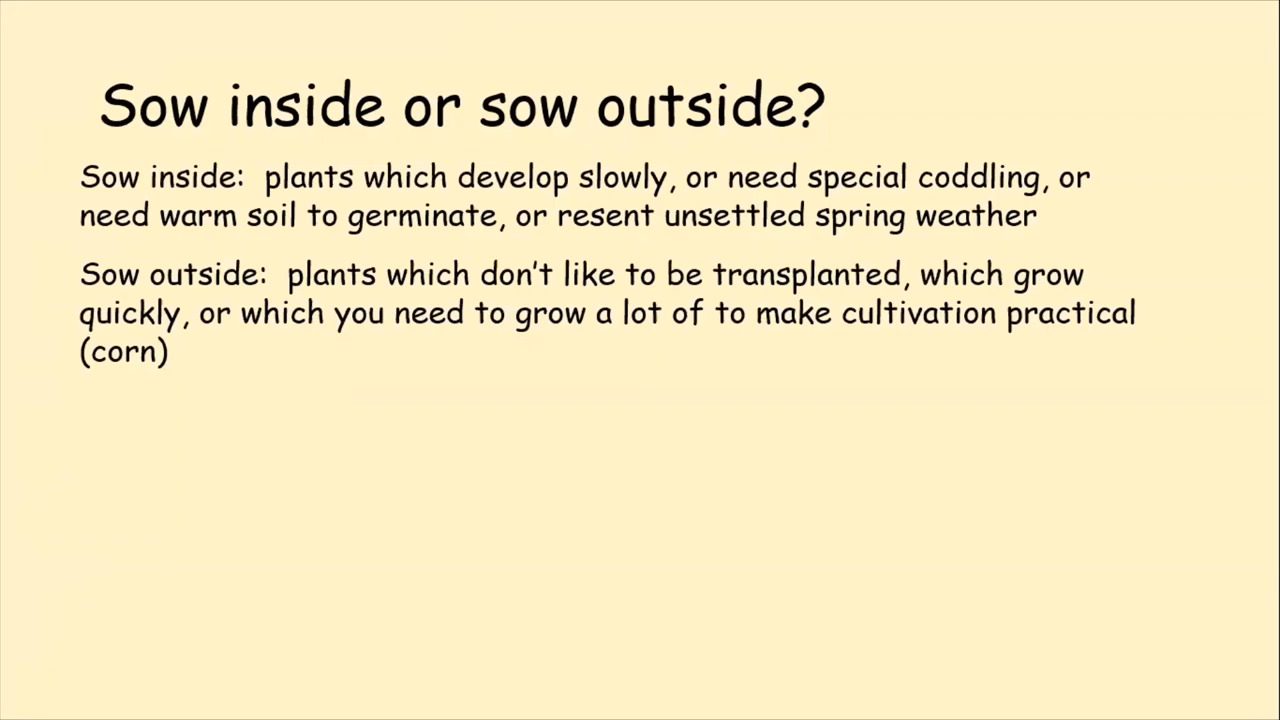 Sow inside or sow outside?
Sow inside:  plants which develop slowly, or need special coddling, or
need warm soil to germinate, or resent unsettled spring weather
Sow outside:  plants which don’t like to be transplanted, which grow
quickly, or which you need to grow a lot of to make cultivation practical
(corn)